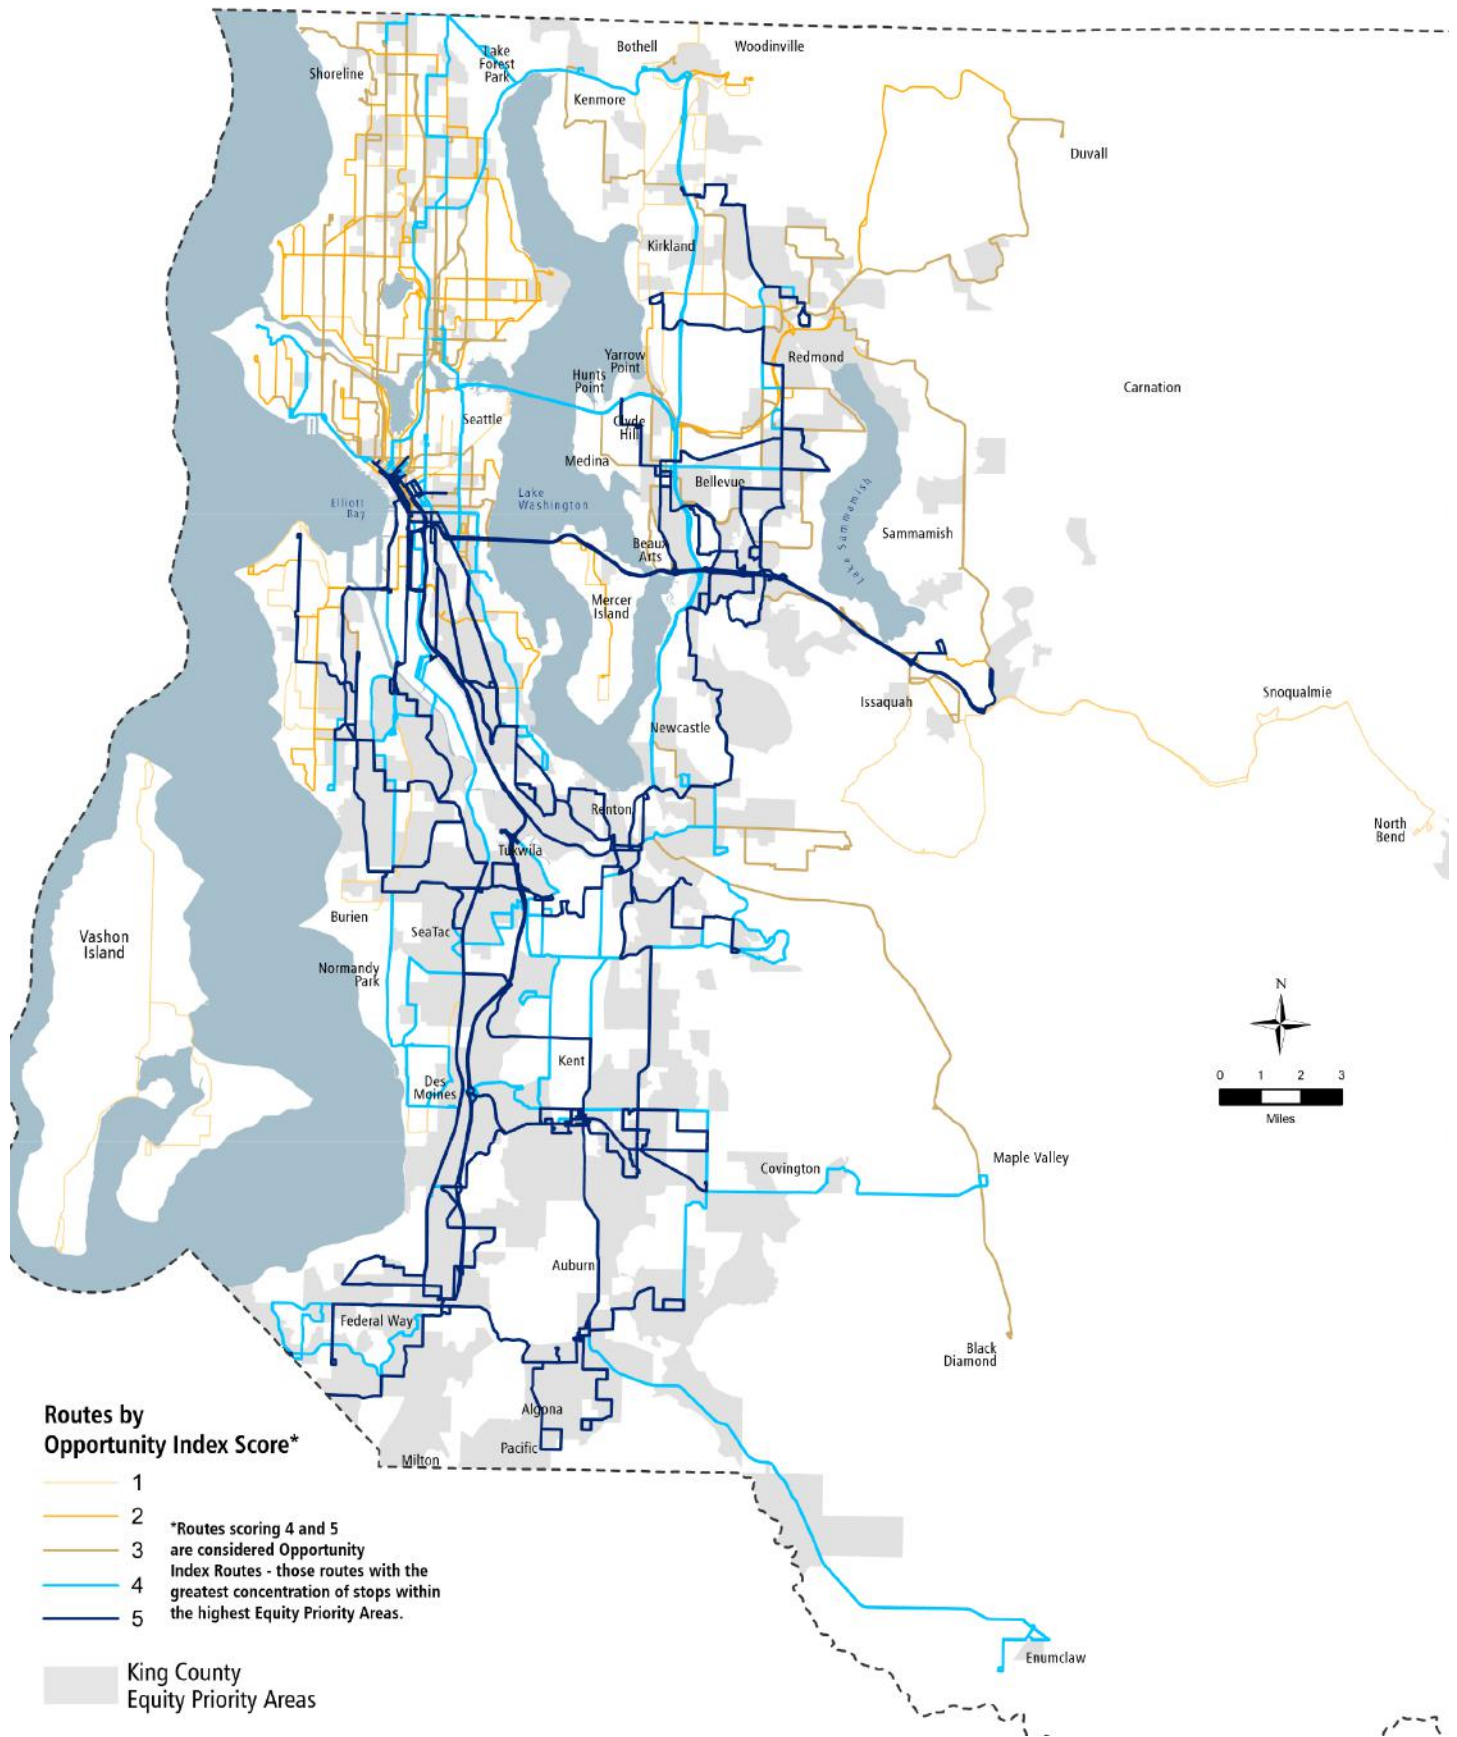 Lake
Forest
Park
Bothell
Woodinville
Shoreline
Kenmore
Duvall
Kirkland
Yarrow
Point
Hunts
Point
Redmond
Carnation
Seattle
Clyde
Hill
Medina
Bellevue
Elliott
Bay
Lake
Washington
Lake Sammamish
Sammamish
Beaux
Arts
Mercer
Island
Issaquah
Snoqualmie
Newcastle
Renton
North
Bend
Tukwila
Burien
SeaTac
Vashon
Island
Normandy
Park
N
Kent
Des
Moines
0 1 2 3
Miles
Covington
Maple Valley
Auburn
Federal Way
Black
Diamond
Algona
Pacific
Milton
Routes by
Opportunity Index Score*
1
2
3
4
5
*Routes scoring 4 and 5
are considered Opportunity
Index Routes - those routes with the
greatest concentration of stops within
the highest Equity Priority Areas.
King County
Equity Priority Areas
Enumclaw